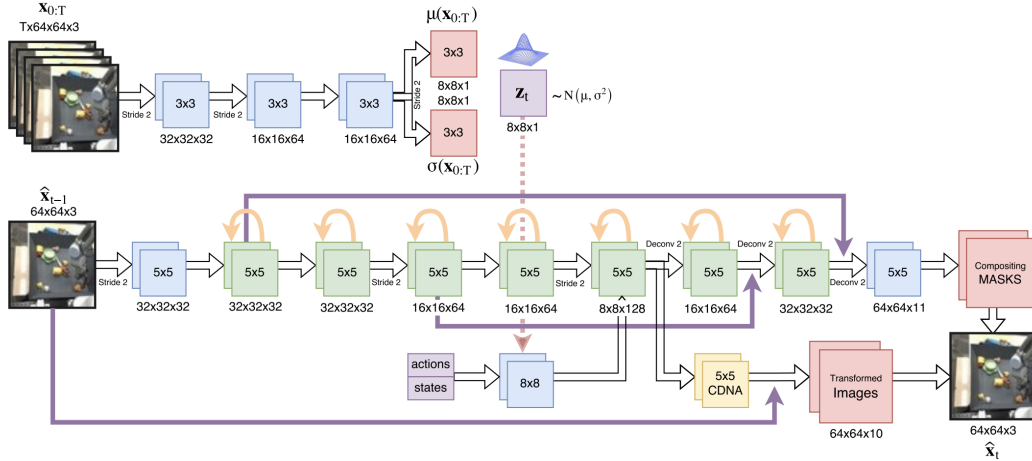 x₀:T
Tx64x64x3
3x3
Stride 2
32x32x32
3x3
Stride 2
16x16x64
3x3
16x16x64
Stride 2
μ(x₀:T)
3x3
8x8x1
8x8x1
3x3
σ(x₀:T)
zₜ
~ N(μ, σ²)
8x8x1
x̂ₜ₋₁
64x64x3
Stride 2
5x5
32x32x32
5x5
32x32x32
5x5
32x32x32
Stride 2
5x5
16x16x64
5x5
16x16x64
Stride 2
5x5
8x8x128
Deconv 2
5x5
16x16x64
Deconv 2
5x5
32x32x32
Deconv 2
5x5
64x64x11
Compositing
MASKS
actions
states
8x8
5x5
CDNA
Transformed
Images
64x64x10
64x64x3
x̂ₜ